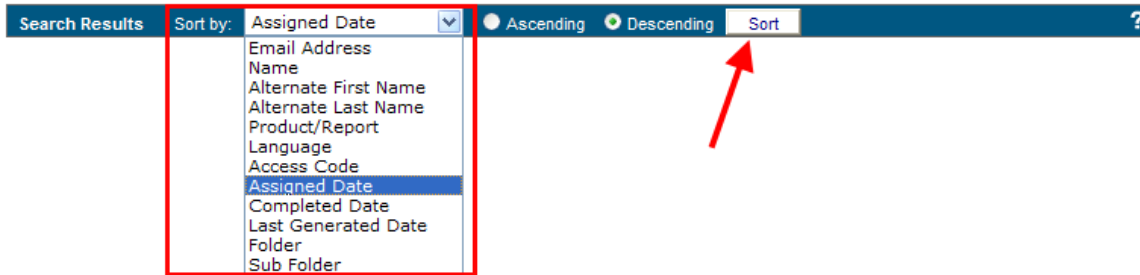 Search Results Sort by: Assigned Date Ascending Descending Sort ?
Email Address
Name
Alternate First Name
Alternate Last Name
Product/Report
Language
Access Code
Assigned Date
Completed Date
Last Generated Date
Folder
Sub Folder